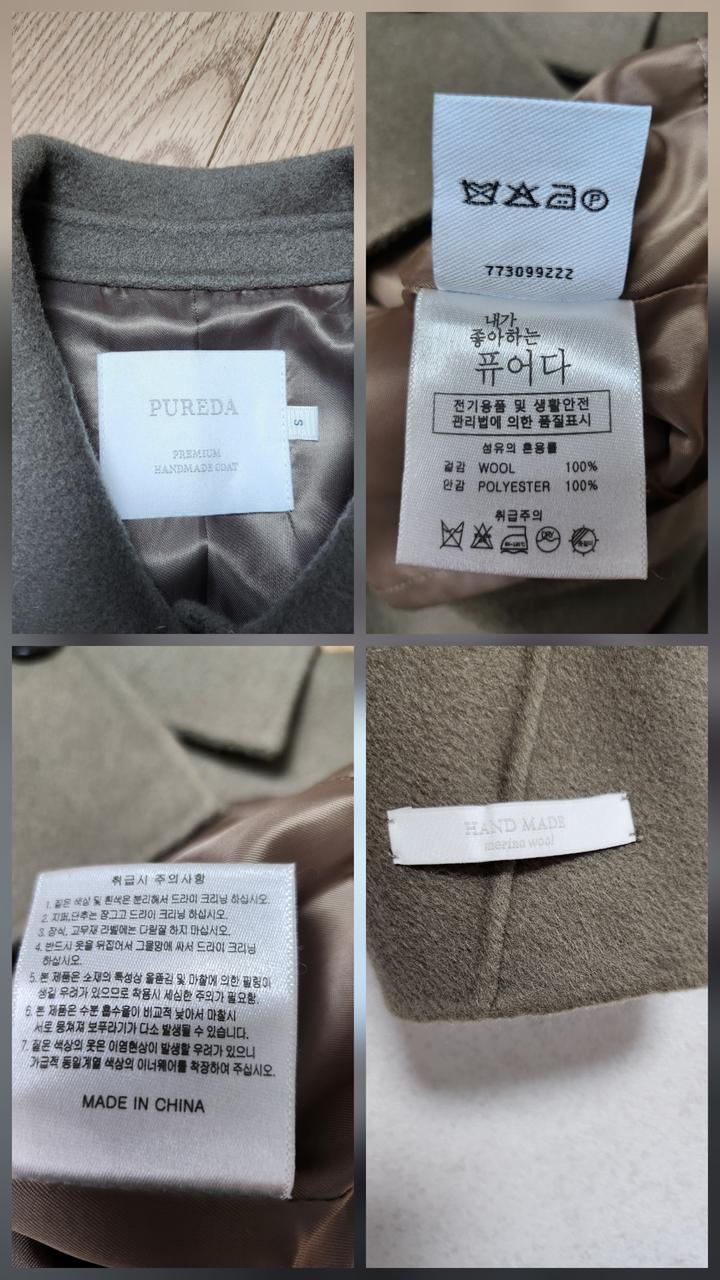 PUREDA
PREMIUM
HANDMADE COAT
S
P
773099222
내가
좋아하는
퓨어다
전기용품 및 생활안전
관리법에 의한 품질표시
섬유의 혼용률
겉감 WOOL 100%
안감 POLYESTER 100%
취급주의
취급시 주의사항
1. 짙은 색상 및 흰색은 분리해서 드라이 크리닝 하십시오.
2. 지퍼,단추는 잠그고 드라이 크리닝 하십시오.
3. 장식, 고무재 라벨에는 다림질 하지 마십시오.
4. 반드시 옷을 뒤집어서 그물망에 싸서 드라이 크리닝
하십시오.
5. 본 제품은 소재의 특성상 올뜯김 및 마찰에 의한 필링이
생길 우려가 있으므로 착용시 세심한 주의가 필요함.
6. 본 제품은 수분 흡수율이 비교적 낮아서 마찰시
서로 뭉쳐져 보푸라기가 다소 발생될 수 있습니다.
7. 짙은 색상의 옷은 이염현상이 발생할 우려가 있으니
가급적 동일계열 색상의 이너웨어를 착장하여 주십시오.
MADE IN CHINA
HAND MADE
merino wool